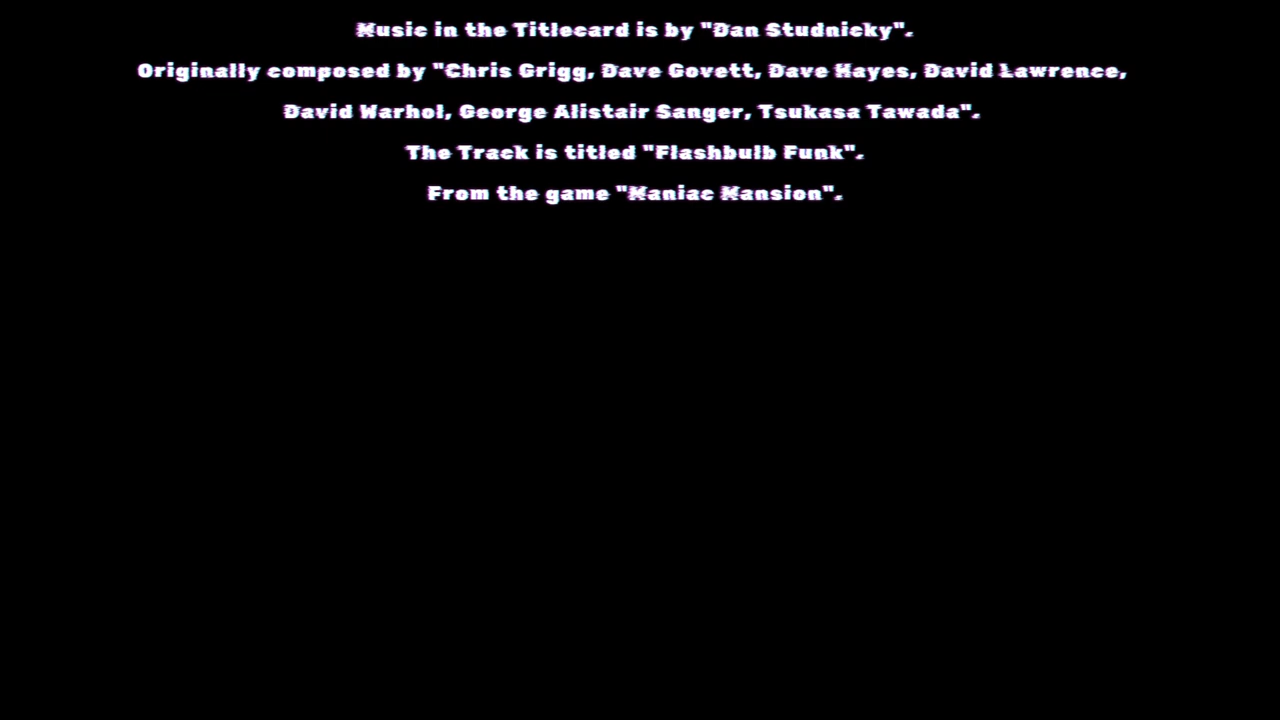 Music in the Titlecard is by "Dan Studnicky".
Originally composed by "Chris Grigg, Dave Govett, Dave Hayes, David Lawrence,
David Warhol, George Alistair Sanger, Tsukasa Tawada".
The Track is titled "Flashbulb Funk".
From the game "Maniac Mansion".